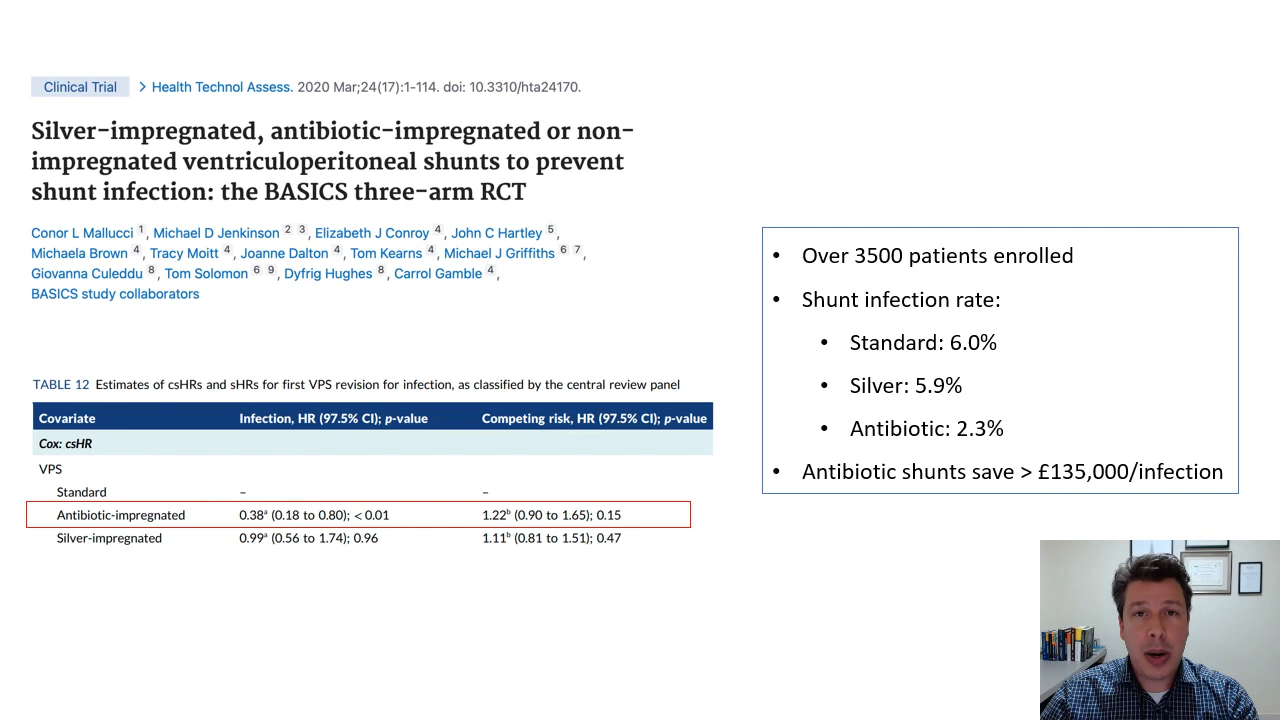 Clinical Trial > Health Technol Assess. 2020 Mar;24(17):1-114. doi: 10.3310/hta24170.
Silver-impregnated, antibiotic-impregnated or non-
impregnated ventriculoperitoneal shunts to prevent
shunt infection: the BASICS three-arm RCT
Conor L Mallucci 1, Michael D Jenkinson 2 3, Elizabeth J Conroy 4, John C Hartley 5,
Michaela Brown 4, Tracy Moitt 4, Joanne Dalton 4, Tom Kearns 4, Michael J Griffiths 6 7,
Giovanna Culeddu 8, Tom Solomon 6 9, Dyfrig Hughes 8, Carrol Gamble 4,
BASICS study collaborators
TABLE 12 Estimates of csHRs and sHRs for first VPS revision for infection, as classified by the central review panel
Covariate Infection, HR (97.5% CI); p-value Competing risk, HR (97.5% CI); p-value
Cox: csHR
VPS
Standard – –
Antibiotic-impregnated 0.38a (0.18 to 0.80); < 0.01 1.22b (0.90 to 1.65); 0.15
Silver-impregnated 0.99a (0.56 to 1.74); 0.96 1.11b (0.81 to 1.51); 0.47
• Over 3500 patients enrolled
• Shunt infection rate:
• Standard: 6.0%
• Silver: 5.9%
• Antibiotic: 2.3%
• Antibiotic shunts save > £135,000/infection